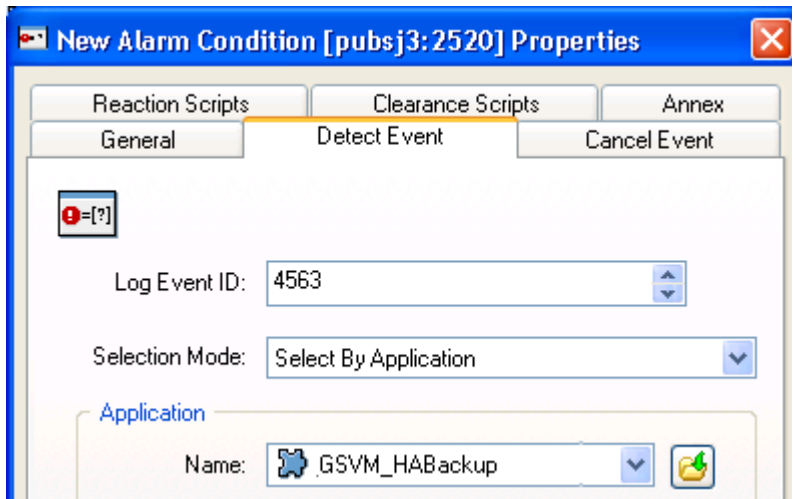 New Alarm Condition [pubsj3:2520] Properties
Reaction Scripts Clearance Scripts Annex
General Detect Event Cancel Event
!=[?]
Log Event ID: 4563
Selection Mode: Select By Application
Application
Name: GSVM_HABackup